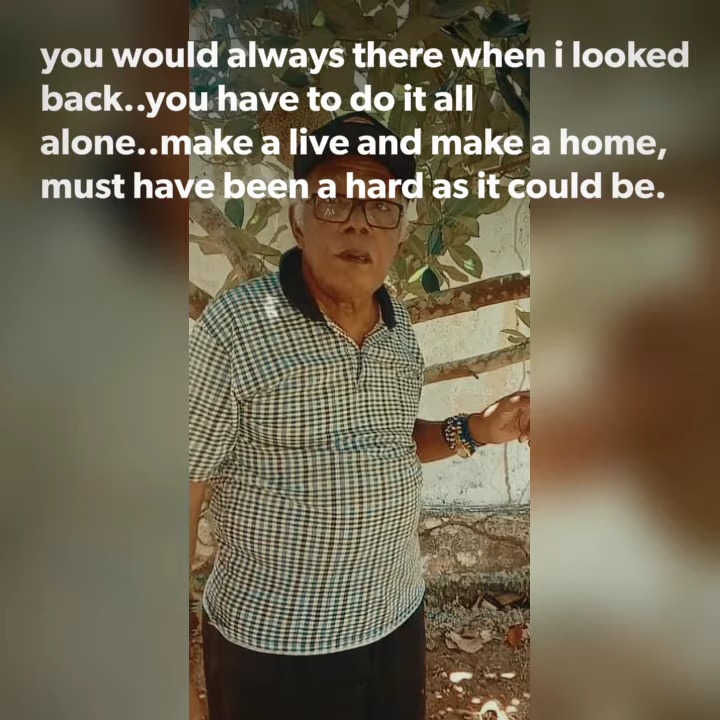 you would always there when i looked
back..you have to do it all
alone..make a live and make a home,
must have been a hard as it could be.